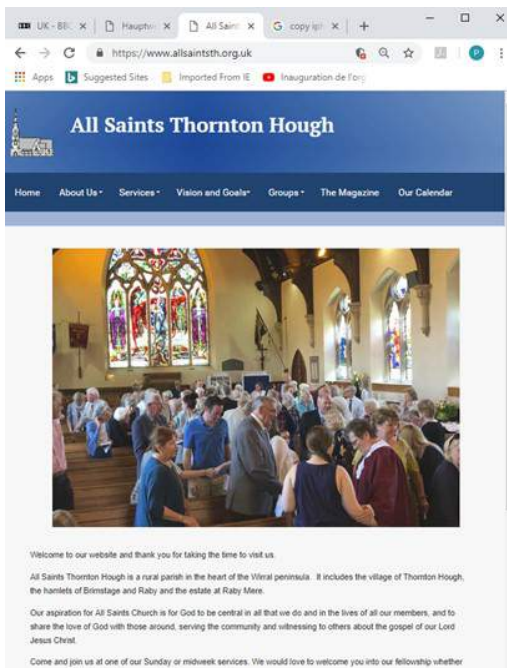 UK - BBC
Hauptw
All Saint
copy iph
https://www.allsaintsth.org.uk
Apps
Suggested Sites
Imported From IE
Inauguration de l'org
All Saints Thornton Hough
Home
About Us
Services
Vision and Goals
Groups
The Magazine
Our Calendar
Welcome to our website and thank you for taking the time to visit us.
All Saints Thornton Hough is a rural parish in the heart of the Wirral peninsula. It includes the village of Thornton Hough,
the hamlets of Brimstage and Raby and the estate at Raby Mere.
Our aspiration for All Saints Church is for God to be central in all that we do and in the lives of all our members, and to
share the love of God with those around, serving the community and witnessing to others about the gospel of our Lord
Jesus Christ.
Come and join us at one of our Sunday or midweek services. We would love to welcome you into our fellowship whether